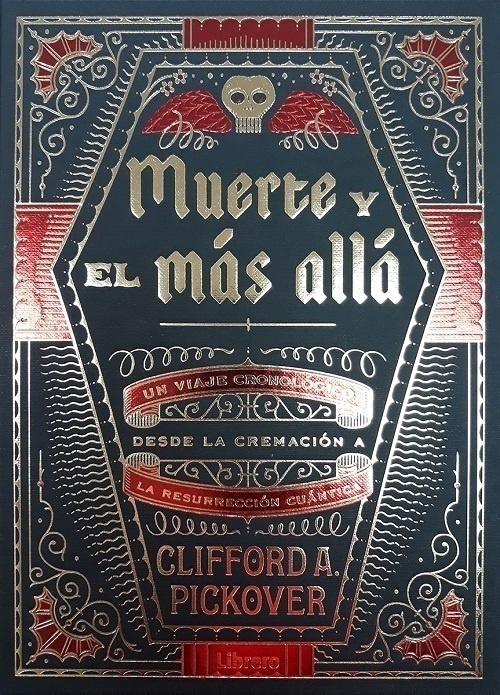 Muerte y
EL más allá
UN VIAJE CRONOLÓGICO
DESDE LA CREMACIÓN A
LA RESURRECCIÓN CUÁNTICA
CLIFFORD A.
PICKOVER
Librero